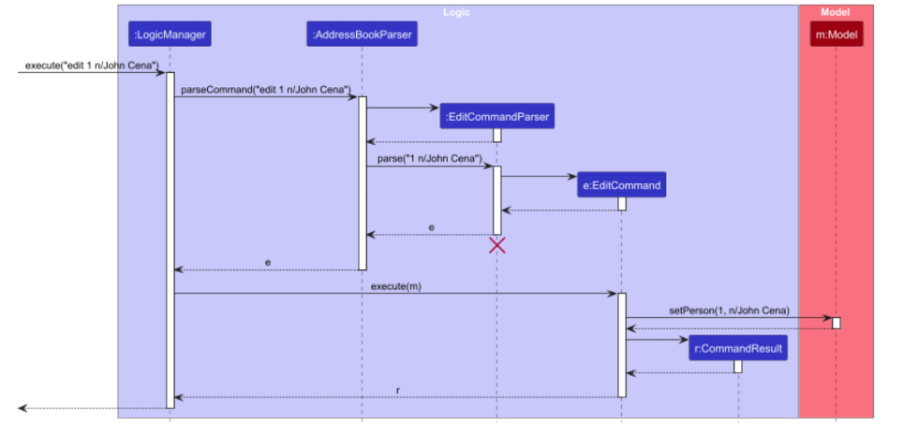 Logic
Model
:LogicManager
:AddressBookParser
m:Model
execute("edit 1 n/John Cena")
parseCommand("edit 1 n/John Cena")
:EditCommandParser
parse("1 n/John Cena")
e:EditCommand
e
e
execute(m)
setPerson(1, n/John Cena)
r:CommandResult
r